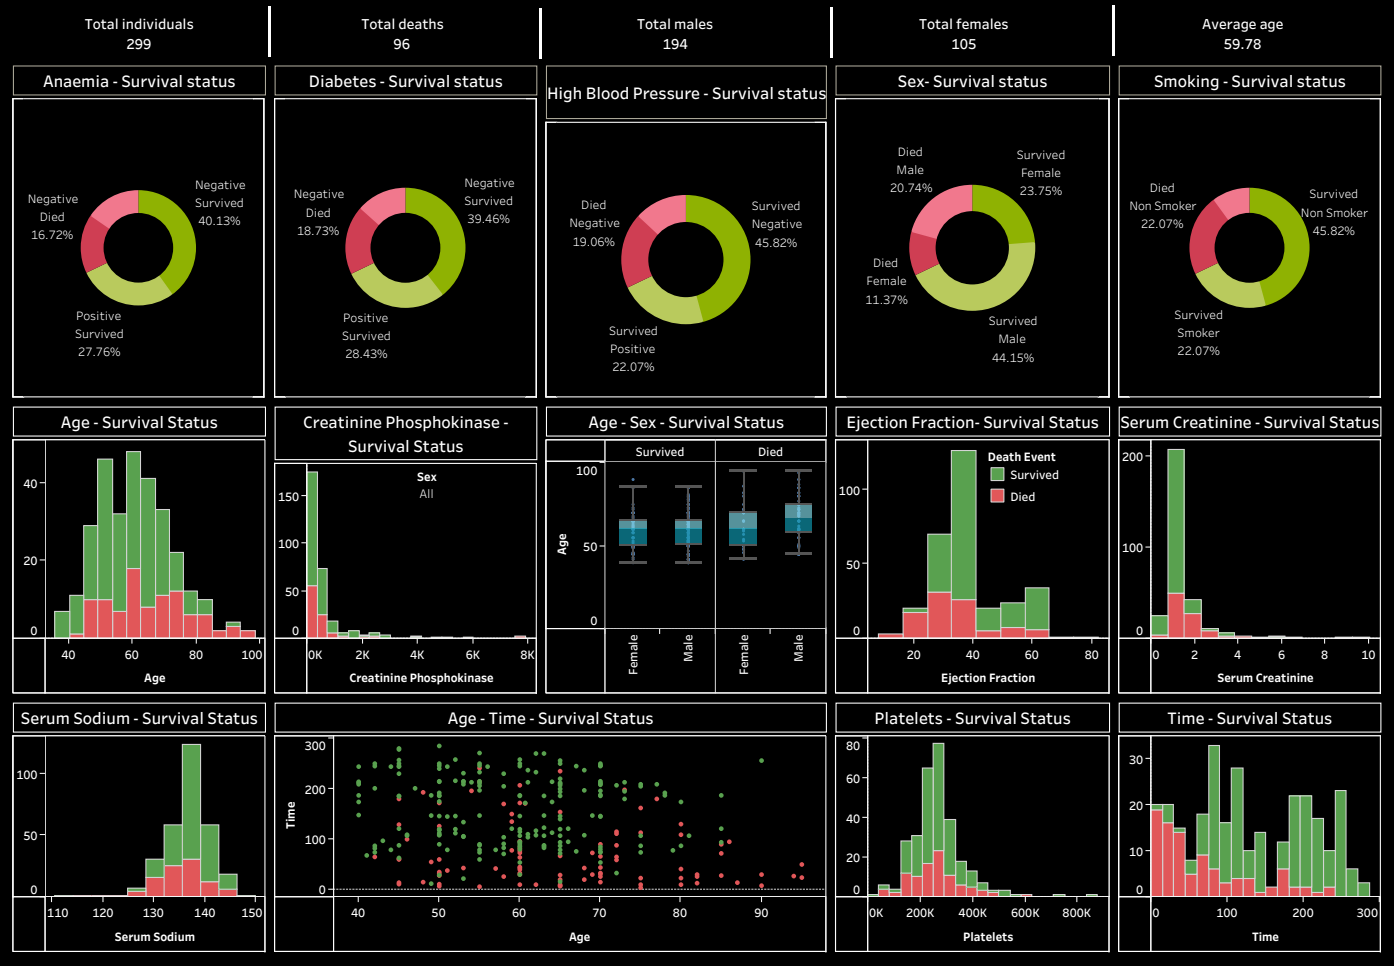 Total individuals
299
Total deaths
96
Total males
194
Total females
105
Average age
59.78
Anaemia - Survival status
Negative
Survived
40.13%
Negative
Died
16.72%
Positive
Survived
27.76%
Diabetes - Survival status
Negative
Survived
39.46%
Negative
Died
18.73%
Positive
Survived
28.43%
High Blood Pressure - Survival status
Died
Negative
19.06%
Survived
Negative
45.82%
Survived
Positive
22.07%
Sex- Survival status
Died
Male
20.74%
Survived
Female
23.75%
Died
Female
11.37%
Survived
Male
44.15%
Smoking - Survival status
Died
Non Smoker
22.07%
Survived
Non Smoker
45.82%
Survived
Smoker
22.07%
Age - Survival Status
40
20
0
40 60 80 100
Age
Creatinine Phosphokinase -
Survival Status
Sex
All
150
100
50
0
0K 2K 4K 6K 8K
Creatinine Phosphokinase
Age - Sex - Survival Status
Survived Died
100
50
0
Age
Female Male Female Male
Ejection Fraction- Survival Status
Death Event
Survived
Died
100
50
0
20 40 60 80
Ejection Fraction
Serum Creatinine - Survival Status
200
100
0
0 2 4 6 8 10
Serum Creatinine
Serum Sodium - Survival Status
100
50
0
110 120 130 140 150
Serum Sodium
Age - Time - Survival Status
300
200
100
0
Time
40 50 60 70 80 90
Age
Platelets - Survival Status
80
60
40
20
0
0K 200K 400K 600K 800K
Platelets
Time - Survival Status
30
20
10
0
0 100 200 300
Time